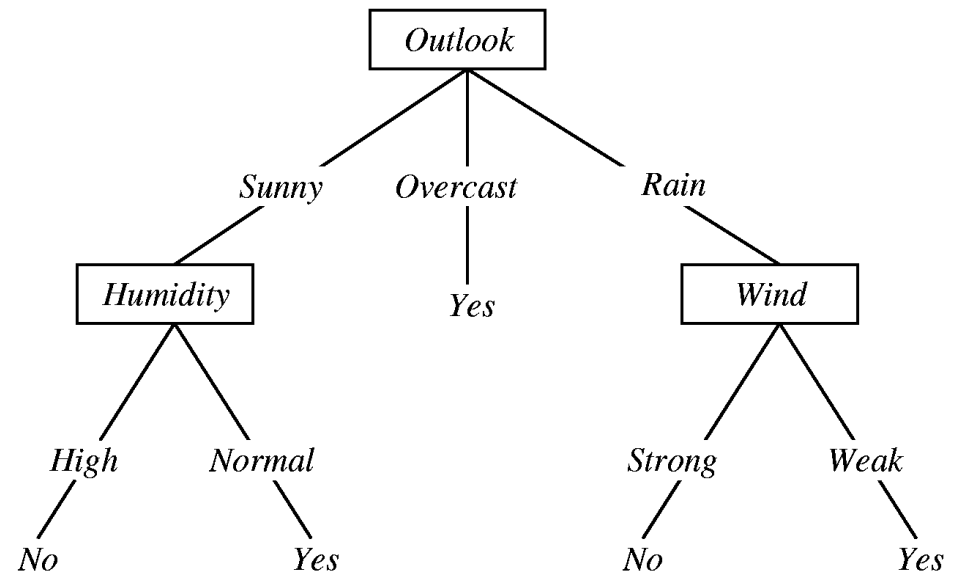 Outlook
Sunny Overcast Rain
Humidity Yes Wind
High Normal Strong Weak
No Yes No Yes